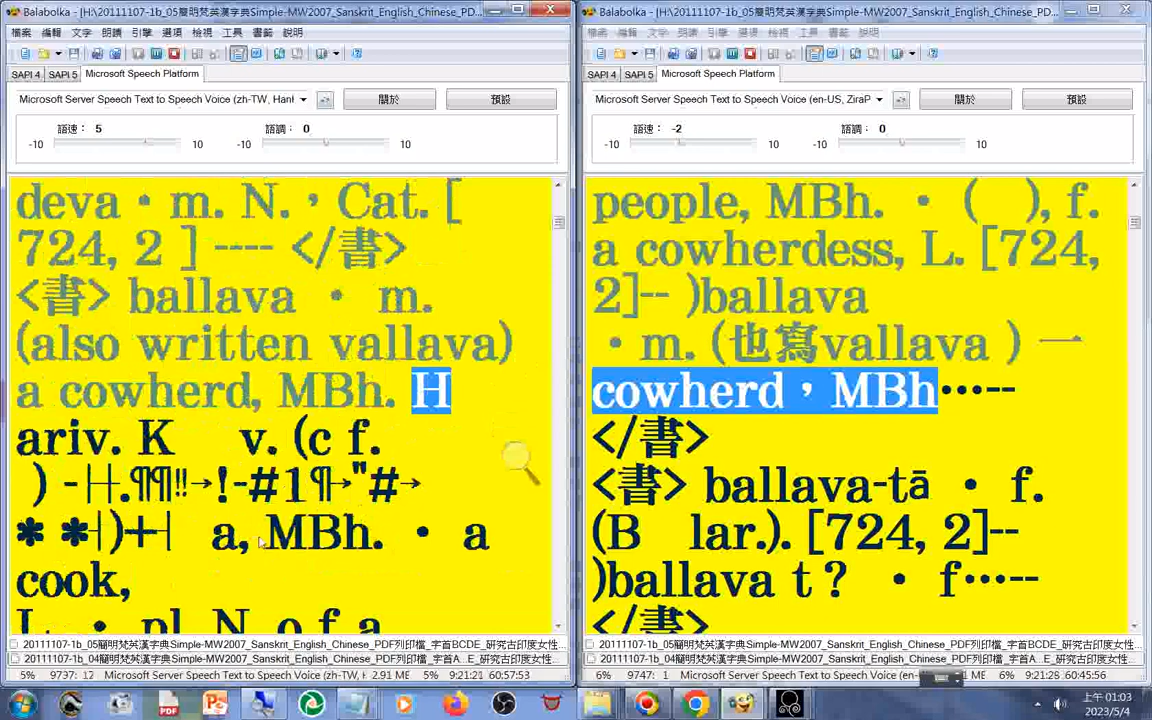 Balabolka - [H:\20111107-1b_05簡明梵英漢字典Simple-MW2007_Sanskrit_English_Chinese_PD...
檔案 編輯 文字 朗讀 引擎 選項 檢視 工具 書籤 說明
SAPI 4 SAPI 5 Microsoft Speech Platform
Microsoft Server Speech Text to Speech Voice (zh-TW, Hanl
關於 預設
語速： 5 語調： 0
-10 10 -10 10
deva‧m. N.，Cat. [
724, 2 ] ---- </書>
<書> ballava ‧ m.
(also written vallava)
a cowherd, MBh. H
ariv. K v. (c f.
a, MBh. ‧ a
cook,
L. ‧ pl. N. o f a
20111107-1b_05簡明梵英漢字典Simple-MW2007_Sanskrit_English_Chinese_PDF列印檔_字首BCDE_研究古印度女性...
20111107-1b_04簡明梵英漢字典Simple-MW2007_Sanskrit_English_Chinese_PDF列印檔_字首A...E_研究古印度女性...
5% 9737: 12 Microsoft Server Speech Text to Speech Voice (zh-TW, H 2.91 MB 5% 9:21:21 60:57:53
Balabolka - [H:\20111107-1b_05簡明梵英漢字典Simple-MW2007_Sanskrit_English_Chinese_PD...
檔案 編輯 文字 朗讀 引擎 選項 檢視 工具 書籤 說明
SAPI 4 SAPI 5 Microsoft Speech Platform
Microsoft Server Speech Text to Speech Voice (en-US, ZiraP
關於 預設
語速： -2 語調： 0
-10 10 -10 10
people, MBh. ‧ ( ), f.
a cowherdess, L. [724,
2]-- )ballava
‧m. (也寫vallava ) 一
cowherd，MBh…--
</書>
<書> ballava-tā ‧ f.
(B lar.). [724, 2]--
)ballava t？ ‧ f…--
</書>
20111107-1b_05簡明梵英漢字典Simple-MW2007_Sanskrit_English_Chinese_PDF列印檔_字首BCDE_研究古印度女性...
20111107-1b_04簡明梵英漢字典Simple-MW2007_Sanskrit_English_Chinese_PDF列印檔_字首A...E_研究古印度女性...
6% 9747: 1 Microsoft Server Speech Text to Speech Voice (en- 6% 9:21:28 60:45:56
PDF
上午 01:03
2023/5/4